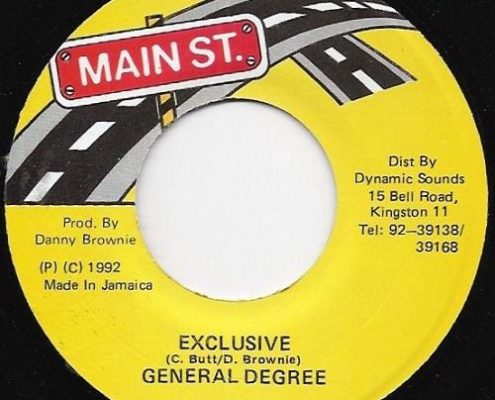 MAIN ST.
Prod. By
Danny Brownie
(P) (C) 1992
Made In Jamaica
Dist By
Dynamic Sounds
15 Bell Road,
Kingston 11
Tel: 92–39138/
39168
EXCLUSIVE
(C. Butt/D. Brownie)
GENERAL DEGREE